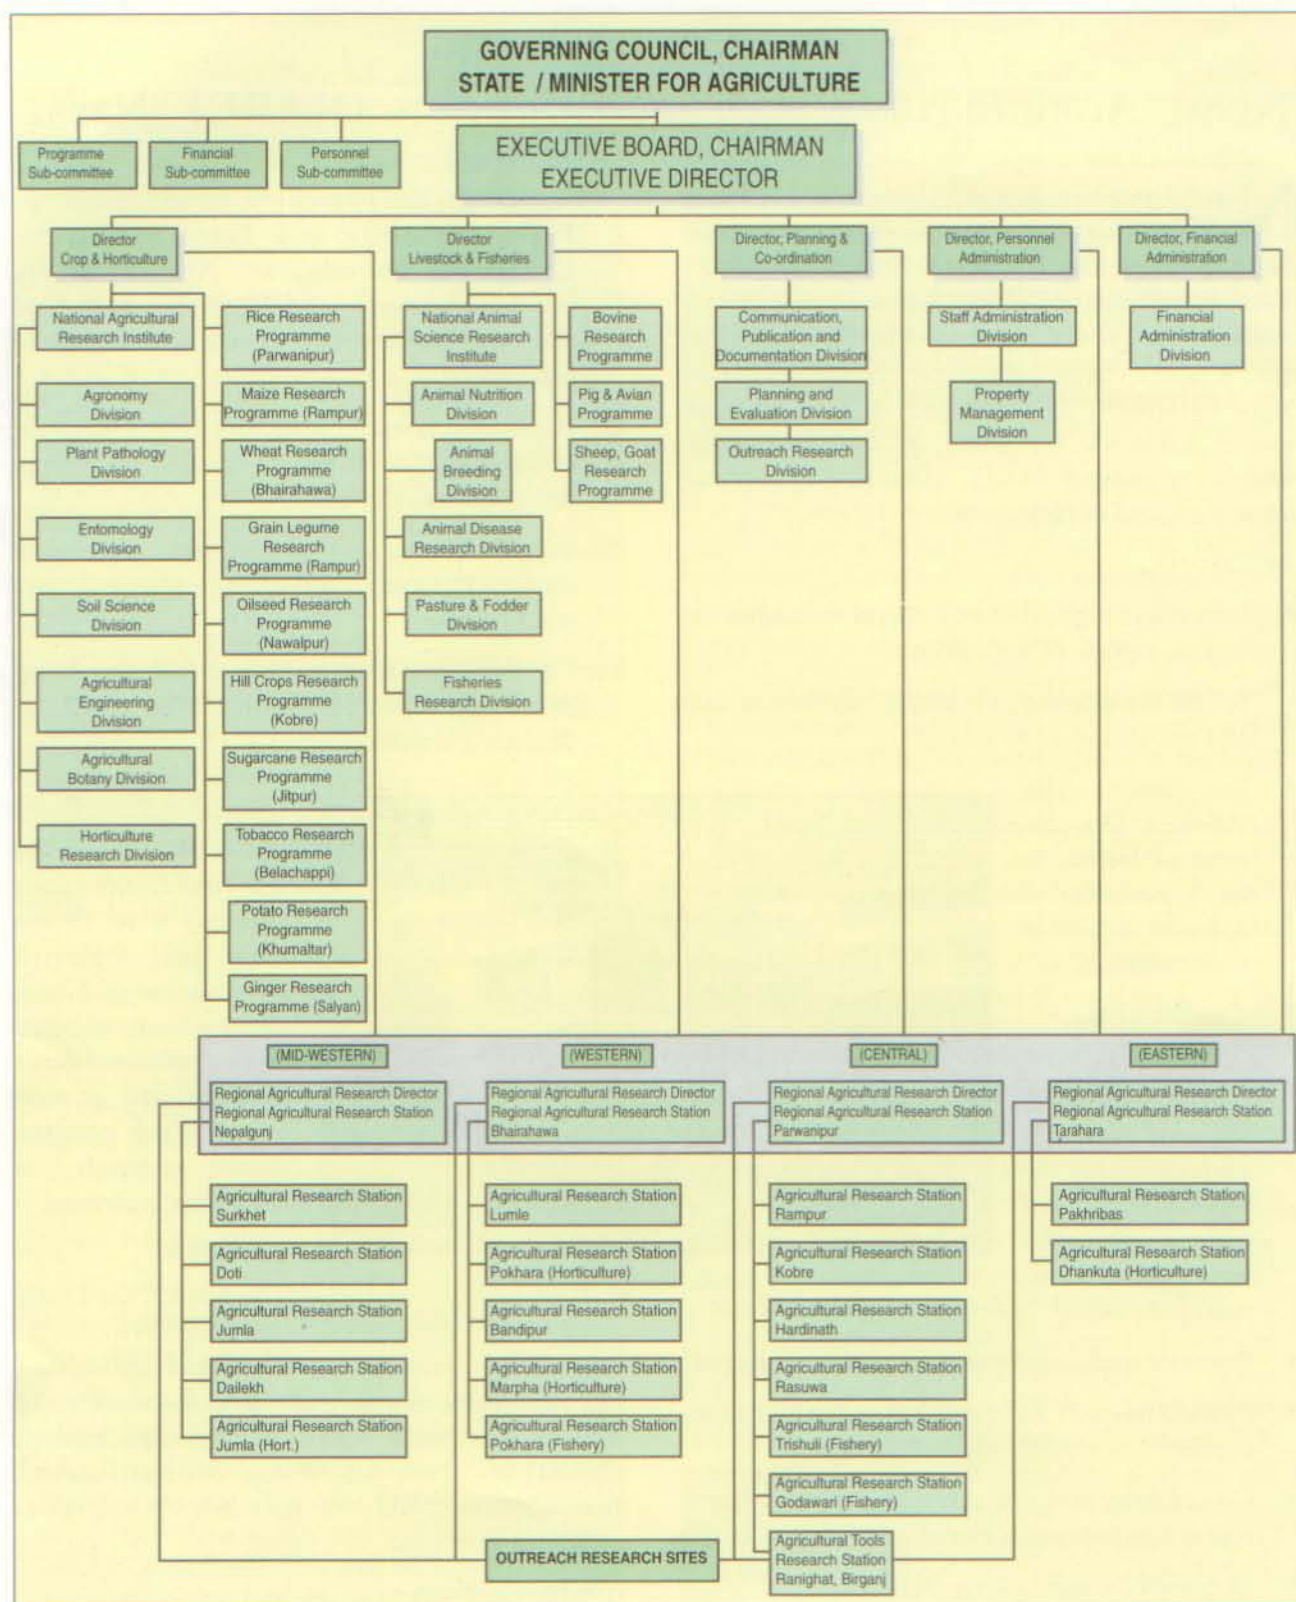 GOVERNING COUNCIL, CHAIRMAN
STATE / MINISTER FOR AGRICULTURE
Programme
Sub-committee
Financial
Sub-committee
Personnel
Sub-committee
EXECUTIVE BOARD, CHAIRMAN
EXECUTIVE DIRECTOR
Director
Crop & Horticulture
Director
Livestock & Fisheries
Director, Planning &
Co-ordination
Director, Personnel
Administration
Director, Financial
Administration
National Agricultural
Research Institute
Agronomy
Division
Plant Pathology
Division
Entomology
Division
Soil Science
Division
Agricultural
Engineering
Division
Agricultural
Botany Division
Horticulture
Research Division
Rice Research
Programme
(Parwanipur)
Maize Research
Programme (Rampur)
Wheat Research
Programme
(Bhairahawa)
Grain Legume
Research
Programme (Rampur)
Oilseed Research
Programme
(Nawalpur)
Hill Crops Research
Programme
(Kobre)
Sugarcane Research
Programme
(Jitpur)
Tobacco Research
Programme
(Belachappi)
Potato Research
Programme
(Khumaltar)
Ginger Research
Programme (Salyan)
National Animal
Science Research
Institute
Animal Nutrition
Division
Animal
Breeding
Division
Animal Disease
Research Division
Pasture & Fodder
Division
Fisheries
Research Division
Bovine
Research
Programme
Pig & Avian
Programme
Sheep, Goat
Research
Programme
Communication,
Publication and
Documentation Division
Planning and
Evaluation Division
Outreach Research
Division
Staff Administration
Division
Property
Management
Division
Financial
Administration
Division
(MID-WESTERN)
Regional Agricultural Research Director
Regional Agricultural Research Station
Nepalgunj
Agricultural Research Station
Surkhet
Agricultural Research Station
Doti
Agricultural Research Station
Jumla
Agricultural Research Station
Dailekh
Agricultural Research Station
Jumla (Hort.)
(WESTERN)
Regional Agricultural Research Director
Regional Agricultural Research Station
Bhairahawa
Agricultural Research Station
Lumle
Agricultural Research Station
Pokhara (Horticulture)
Agricultural Research Station
Bandipur
Agricultural Research Station
Marpha (Horticulture)
Agricultural Research Station
Pokhara (Fishery)
(CENTRAL)
Regional Agricultural Research Director
Regional Agricultural Research Station
Parwanipur
Agricultural Research Station
Rampur
Agricultural Research Station
Kobre
Agricultural Research Station
Hardinath
Agricultural Research Station
Rasuwa
Agricultural Research Station
Trishuli (Fishery)
Agricultural Research Station
Godawari (Fishery)
Agricultural Tools
Research Station
Ranighat, Birganj
(EASTERN)
Regional Agricultural Research Director
Regional Agricultural Research Station
Tarahara
Agricultural Research Station
Pakhribas
Agricultural Research Station
Dhankuta (Horticulture)
OUTREACH RESEARCH SITES